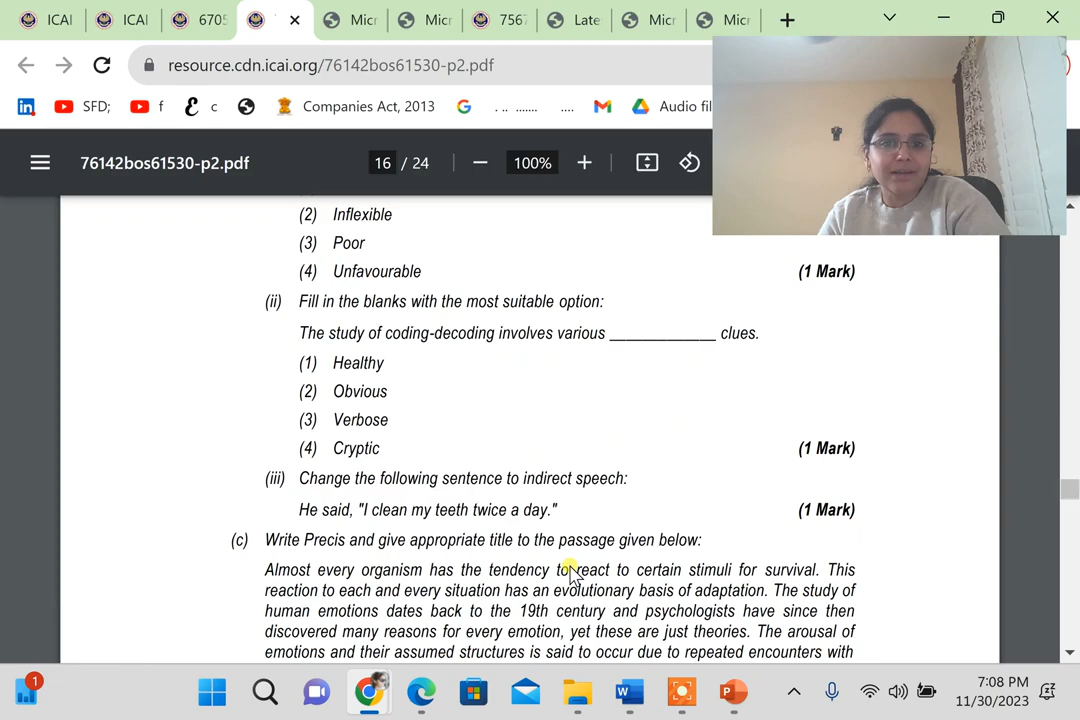 ICAI ICAI 6705 Micr Micr 7567 Late Micr Micr
resource.cdn.icai.org/76142bos61530-p2.pdf
SFD; f c Companies Act, 2013 . .. ....... .... Audio fil
76142bos61530-p2.pdf 16 / 24 100%
(2) Inflexible
(3) Poor
(4) Unfavourable (1 Mark)
(ii) Fill in the blanks with the most suitable option:
The study of coding-decoding involves various _____________ clues.
(1) Healthy
(2) Obvious
(3) Verbose
(4) Cryptic (1 Mark)
(iii) Change the following sentence to indirect speech:
He said, "I clean my teeth twice a day." (1 Mark)
(c) Write Precis and give appropriate title to the passage given below:
Almost every organism has the tendency to react to certain stimuli for survival. This
reaction to each and every situation has an evolutionary basis of adaptation. The study of
human emotions dates back to the 19th century and psychologists have since then
discovered many reasons for every emotion, yet these are just theories. The arousal of
emotions and their assumed structures is said to occur due to repeated encounters with
1
7:08 PM
11/30/2023